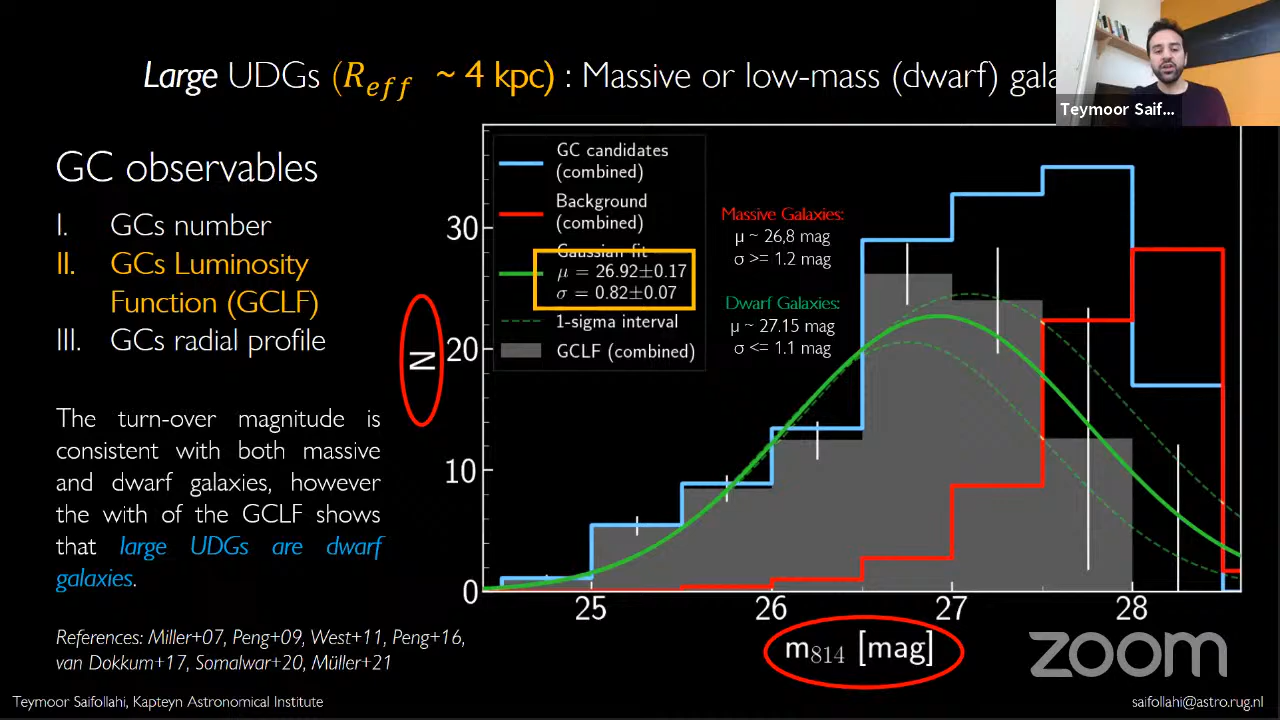 Large UDGs (R_eff ~ 4 kpc) : Massive or low-mass (dwarf)
Teymoor Saif...
GC observables
I. GCs number
II. GCs Luminosity
Function (GCLF)
III. GCs radial profile
The turn-over magnitude is
consistent with both massive
and dwarf galaxies, however
the with of the GCLF shows
that large UDGs are dwarf
galaxies.
References: Miller+07, Peng+09, West+11, Peng+16,
van Dokkum+17, Somalwar+20, Müller+21
GC candidates
(combined)
Background
(combined)
Gaussian fit
μ = 26.92±0.17
σ = 0.82±0.07
1-sigma interval
GCLF (combined)
Massive Galaxies:
μ ~ 26,8 mag
σ >= 1.2 mag
Dwarf Galaxies:
μ ~ 27.15 mag
σ <= 1.1 mag
N
30
20
10
0
25 26 27 28
m814 [mag]
zoom
Teymoor Saifollahi, Kapteyn Astronomical Institute
saifollahi@astro.rug.nl